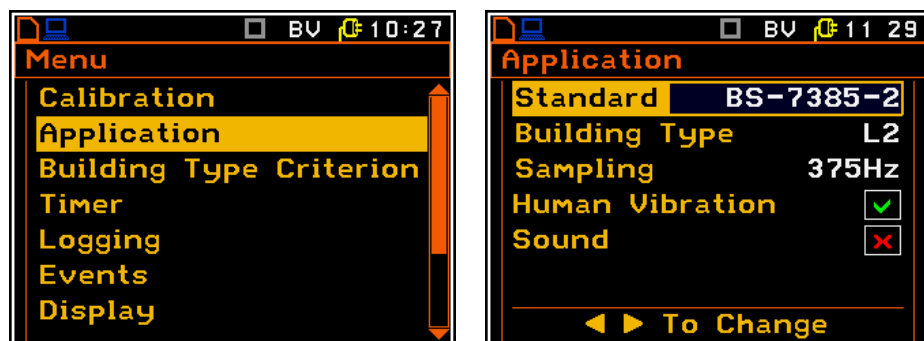 BV 10:27
Menu
Calibration
Application
Building Type Criterion
Timer
Logging
Events
Display
BV 11 29
Application
Standard BS-7385-2
Building Type L2
Sampling 375Hz
Human Vibration
Sound
To Change